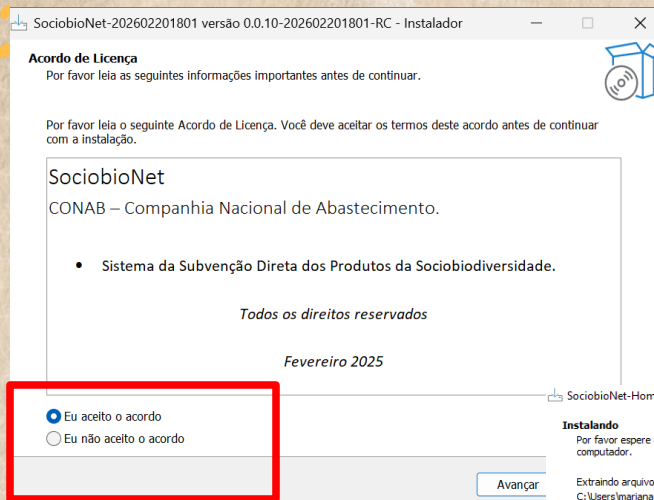 SociobioNet-202602201801 versão 0.0.10-202602201801-RC - Instalador
Acordo de Licença
Por favor leia as seguintes informações importantes antes de continuar.
Por favor leia o seguinte Acordo de Licença. Você deve aceitar os termos deste acordo antes de continuar
com a instalação.
SociobioNet
CONAB – Companhia Nacional de Abastecimento.
• Sistema da Subvenção Direta dos Produtos da Sociobiodiversidade.
Todos os direitos reservados
Fevereiro 2025
Eu aceito o acordo
Eu não aceito o acordo
Avançar
SociobioNet-Hom
Instalando
Por favor espere
computador.
Extraindo arquivo
C:\Users\mariana